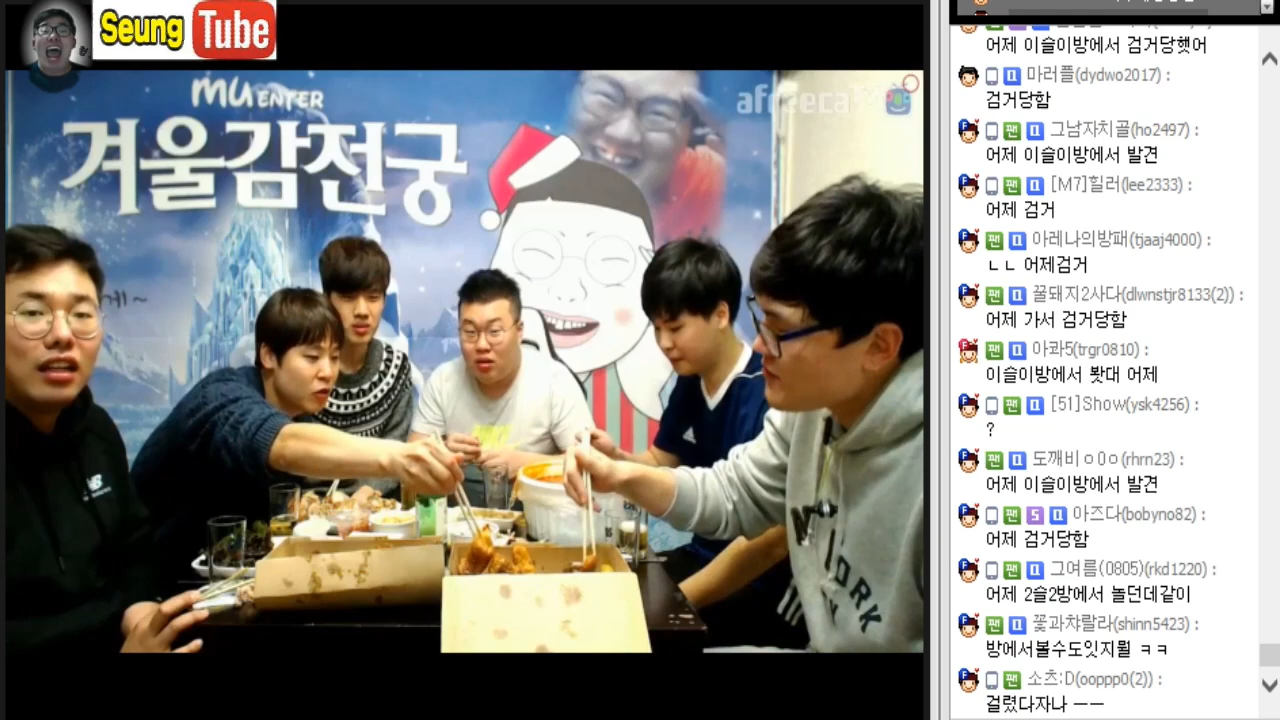 Seung Tube
MU ENTER
afreeca
겨울감전궁
게~
NB
YORK
어제 이슬이방에서 검거당햇어
마러플(dydwo2017) :
검거당함
그남자치골(ho2497) :
어제 이슬이방에서 발견
[M7]힐러(lee2333) :
어제 검거
아레나의방패(tjaaj4000) :
ㄴㄴ 어제검거
꿀돼지2사다(dlwnstjr8133(2)) :
어제 가서 검거당함
아콰5(trgr0810) :
이슬이방에서 봣대 어제
[51]Show(ysk4256) :
?
도깨비ㅇ0ㅇ(rhrn23) :
어제 이슬이방에서 발견
아즈다(bobyno82) :
어제 검거당함
그여름(0805)(rkd1220) :
어제 2슬2방에서 놀던데같이
꽃과챠랄라(shinn5423) :
방에서볼수도잇지뭘 ㅋㅋ
소츠:D(ooppp0(2)) :
걸렸다자나 ㅡㅡ